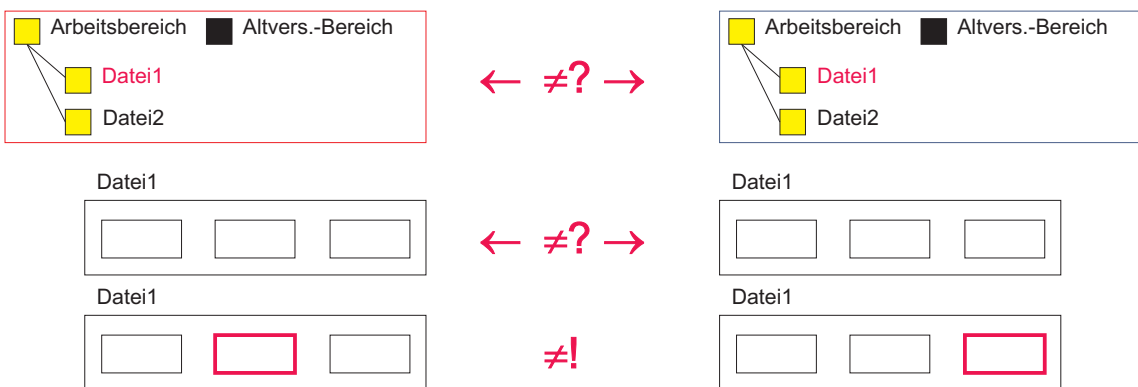 Arbeitsbereich Altvers.-Bereich
Datei1
Datei2
← ≠? →
Arbeitsbereich Altvers.-Bereich
Datei1
Datei2
Datei1
← ≠? →
Datei1
Datei1
≠!
Datei1